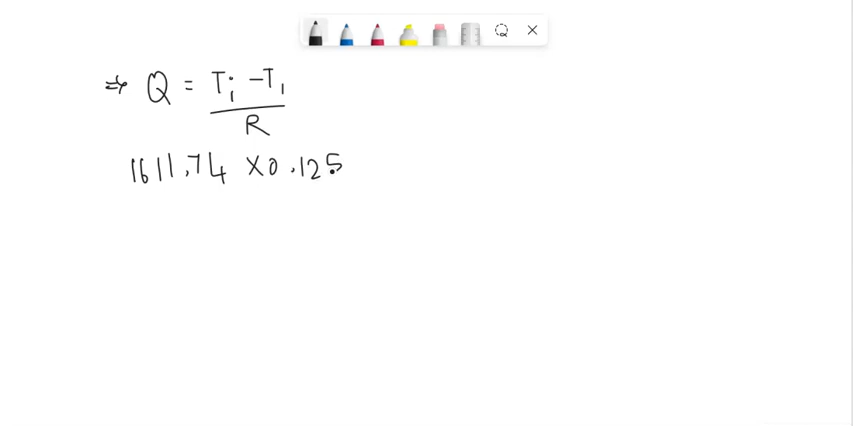 ⇒ Q = Ti - T1 / R
1611.74 × 0.125